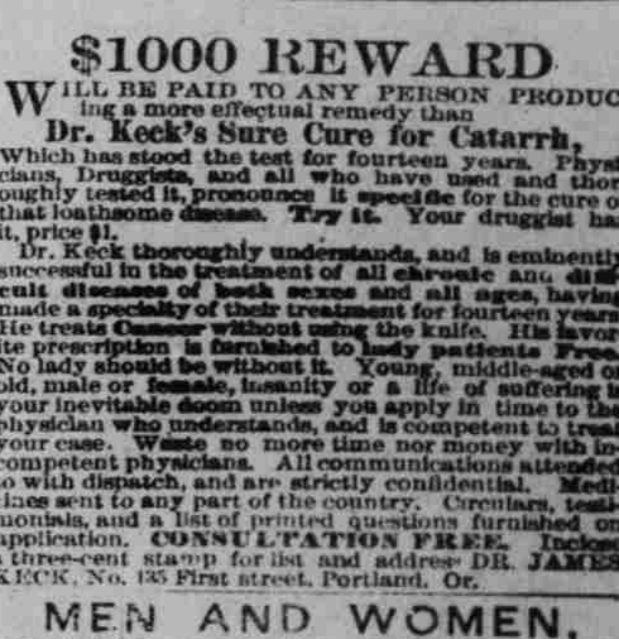 $1000 REWARD
WILL BE PAID TO ANY PERSON PRODUC
ing a more effectual remedy than
Dr. Keck's Sure Cure for Catarrh,
Which has stood the test for fourteen years. Physi
cians, Druggists, and all who have used and thor
oughly tested it, pronounce it specific for the cure o
that loathsome disease. Try it. Your druggist has
it, price $1.
Dr. Keck thoroughly understands, and is eminently
successful in the treatment of all chronic and diffi
cult diseases of both sexes and all ages, having
made a specialty of their treatment for fourteen years
He treats Cancer without using the knife. His favor
ite prescription is furnished to lady patients Free.
No lady should be without it. Young, middle-aged or
old, male or female, insanity or a life of suffering is
your inevitable doom unless you apply in time to the
physician who understands, and is competent to treat
your case. Waste no more time nor money with in-
competent physicians. All communications attended
to with dispatch, and are strictly confidential. Medi-
cines sent to any part of the country. Circulars, testi-
monials, and a list of printed questions furnished on
application. CONSULTATION FREE. Inclose
a three-cent stamp for list and address DR. JAMES
KECK, No. 135 First street, Portland, Or.
MEN AND WOMEN.